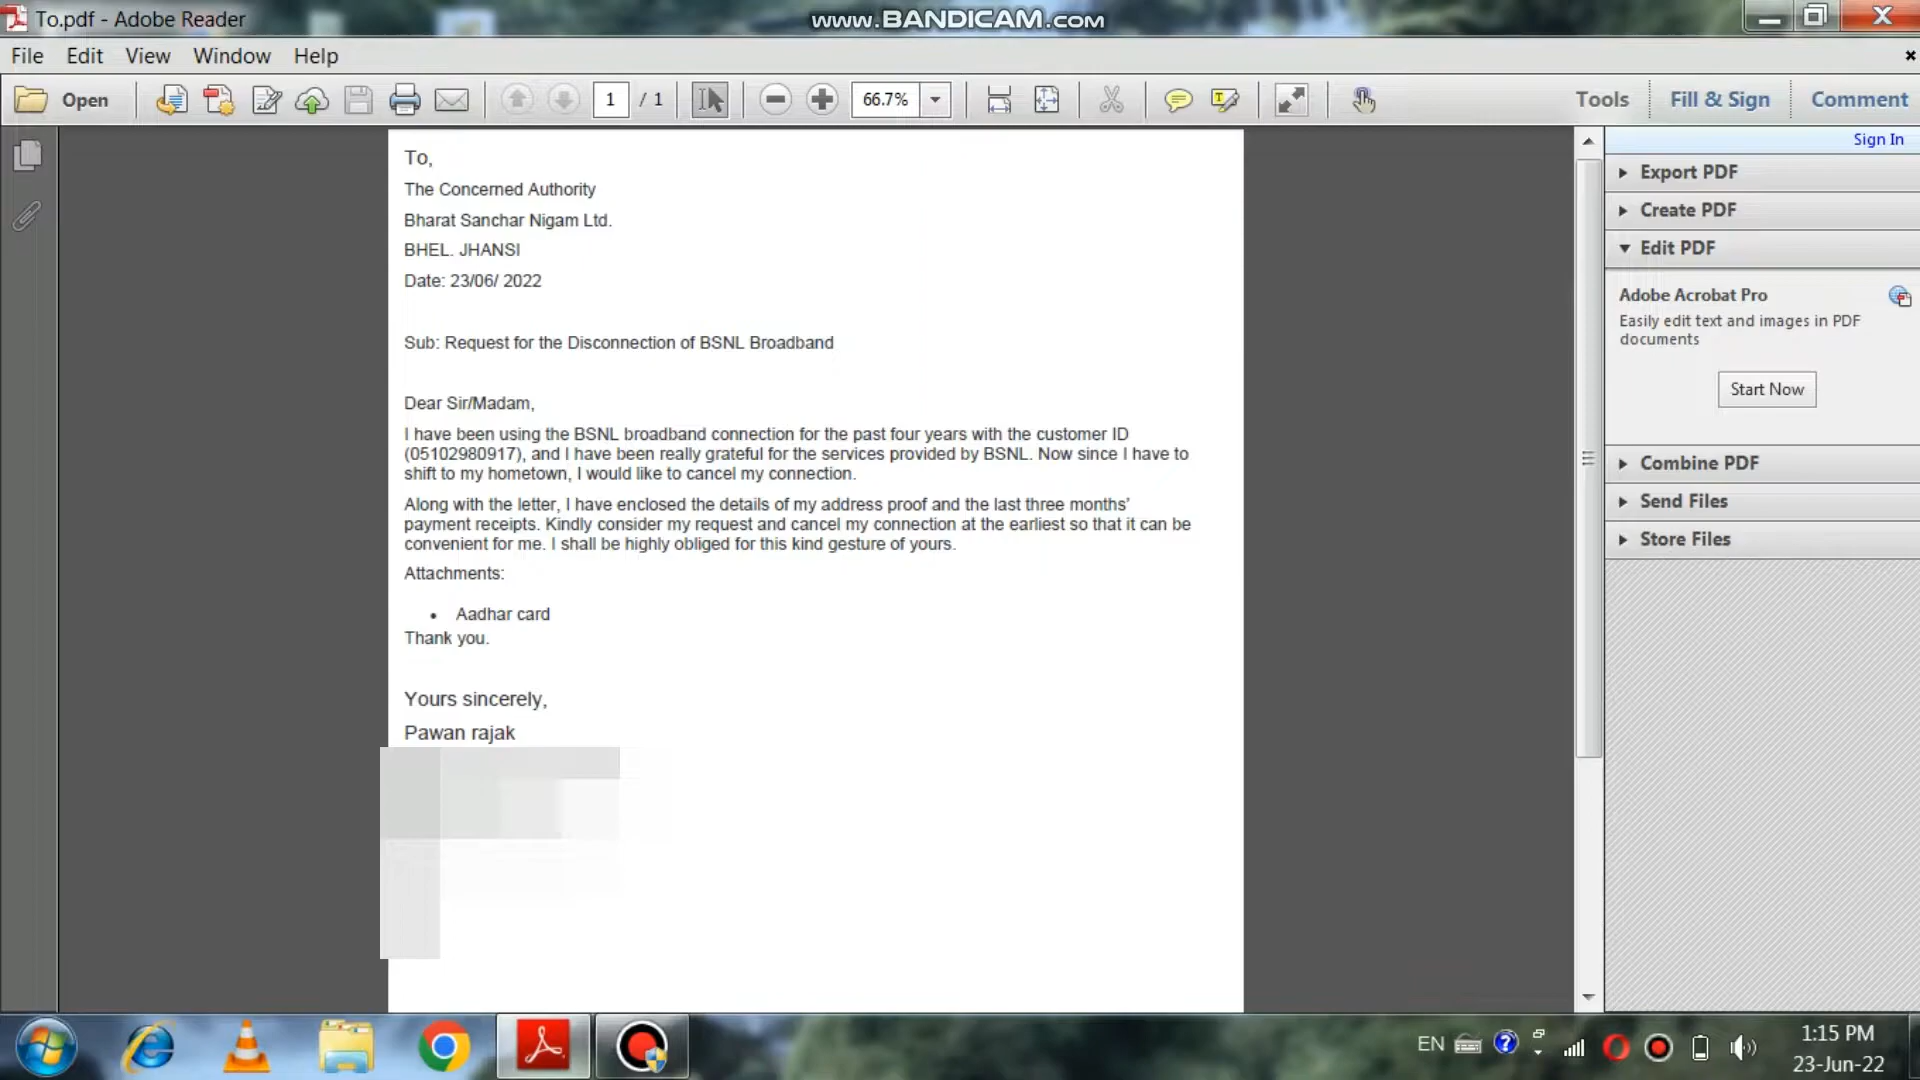 To.pdf - Adobe Reader
www.BANDICAM.com
File Edit View Window Help
Open 1 / 1 66.7% Tools Fill & Sign Comment
Sign In
Export PDF
Create PDF
Edit PDF
Adobe Acrobat Pro
Easily edit text and images in PDF
documents
Start Now
Combine PDF
Send Files
Store Files
To,
The Concerned Authority
Bharat Sanchar Nigam Ltd.
BHEL. JHANSI
Date: 23/06/ 2022
Sub: Request for the Disconnection of BSNL Broadband
Dear Sir/Madam,
I have been using the BSNL broadband connection for the past four years with the customer ID
(05102980917), and I have been really grateful for the services provided by BSNL. Now since I have to
shift to my hometown, I would like to cancel my connection.
Along with the letter, I have enclosed the details of my address proof and the last three months'
payment receipts. Kindly consider my request and cancel my connection at the earliest so that it can be
convenient for me. I shall be highly obliged for this kind gesture of yours.
Attachments:
• Aadhar card
Thank you.
Yours sincerely,
Pawan rajak
EN
1:15 PM
23-Jun-22